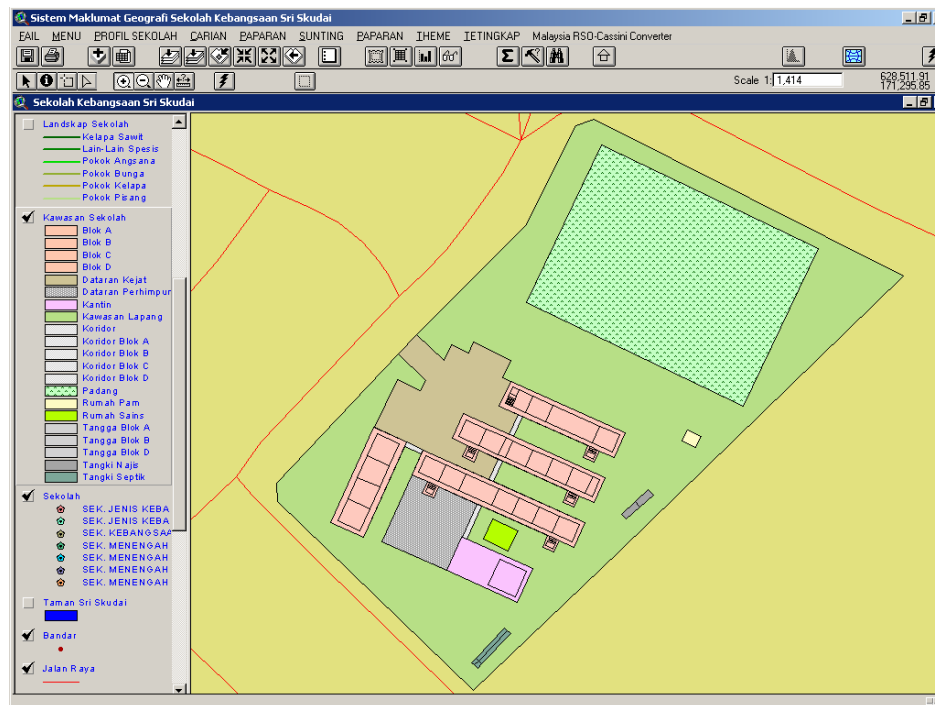 Sistem Maklumat Geografi Sekolah Kebangsaan Sri Skudai
FAIL MENU PROFIL SEKOLAH CARIAN PAPARAN SUNTING PAPARAN THEME TETINGKAP Malaysia RSO-Cassini Converter
Scale 1: 1,414
628,511.91
171,295.85
Sekolah Kebangsaan Sri Skudai
Landskap Sekolah
Kelapa Sawit
Lain-Lain Spesis
Pokok Angsana
Pokok Bunga
Pokok Kelapa
Pokok Pisang
Kawasan Sekolah
Blok A
Blok B
Blok C
Blok D
Dataran Kejat
Dataran Perhimpun
Kantin
Kawasan Lapang
Koridor
Koridor Blok A
Koridor Blok B
Koridor Blok C
Koridor Blok D
Padang
Rumah Pam
Rumah Sains
Tangga Blok A
Tangga Blok B
Tangga Blok D
Tangki Najis
Tangki Septik
Sekolah
SEK. JENIS KEBA
SEK. JENIS KEBA
SEK. KEBANGSAA
SEK. MENENGAH
SEK. MENENGAH
SEK. MENENGAH
SEK. MENENGAH
Taman Sri Skudai
Bandar
Jalan Raya